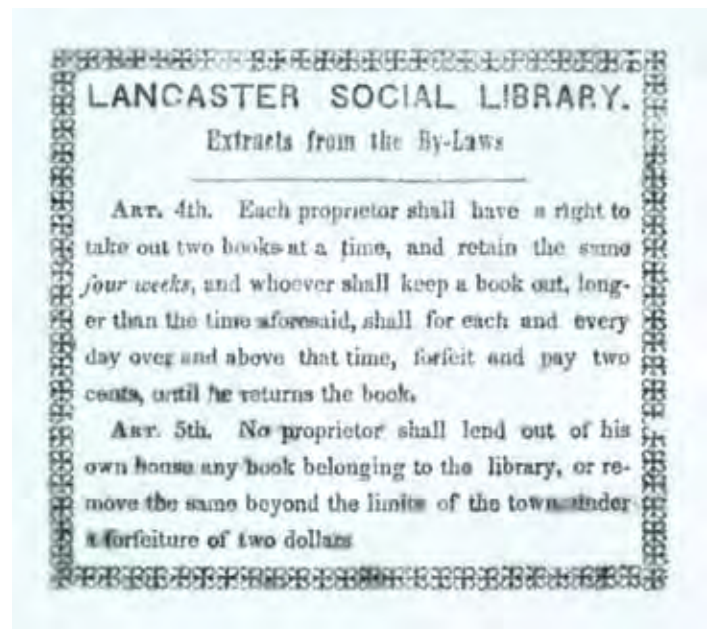 LANCASTER SOCIAL LIBRARY.
Extracts from the By-Laws
ART. 4th. Each proprietor shall have a right to
take out two books at a time, and retain the same
four weeks, and whoever shall keep a book out, long-
er than the time aforesaid, shall for each and every
day over and above that time, forfeit and pay two
cents, until he returns the book.
ART. 5th. No proprietor shall lend out of his
own house any book belonging to the library, or re-
move the same beyond the limits of the town under
a forfeiture of two dollars